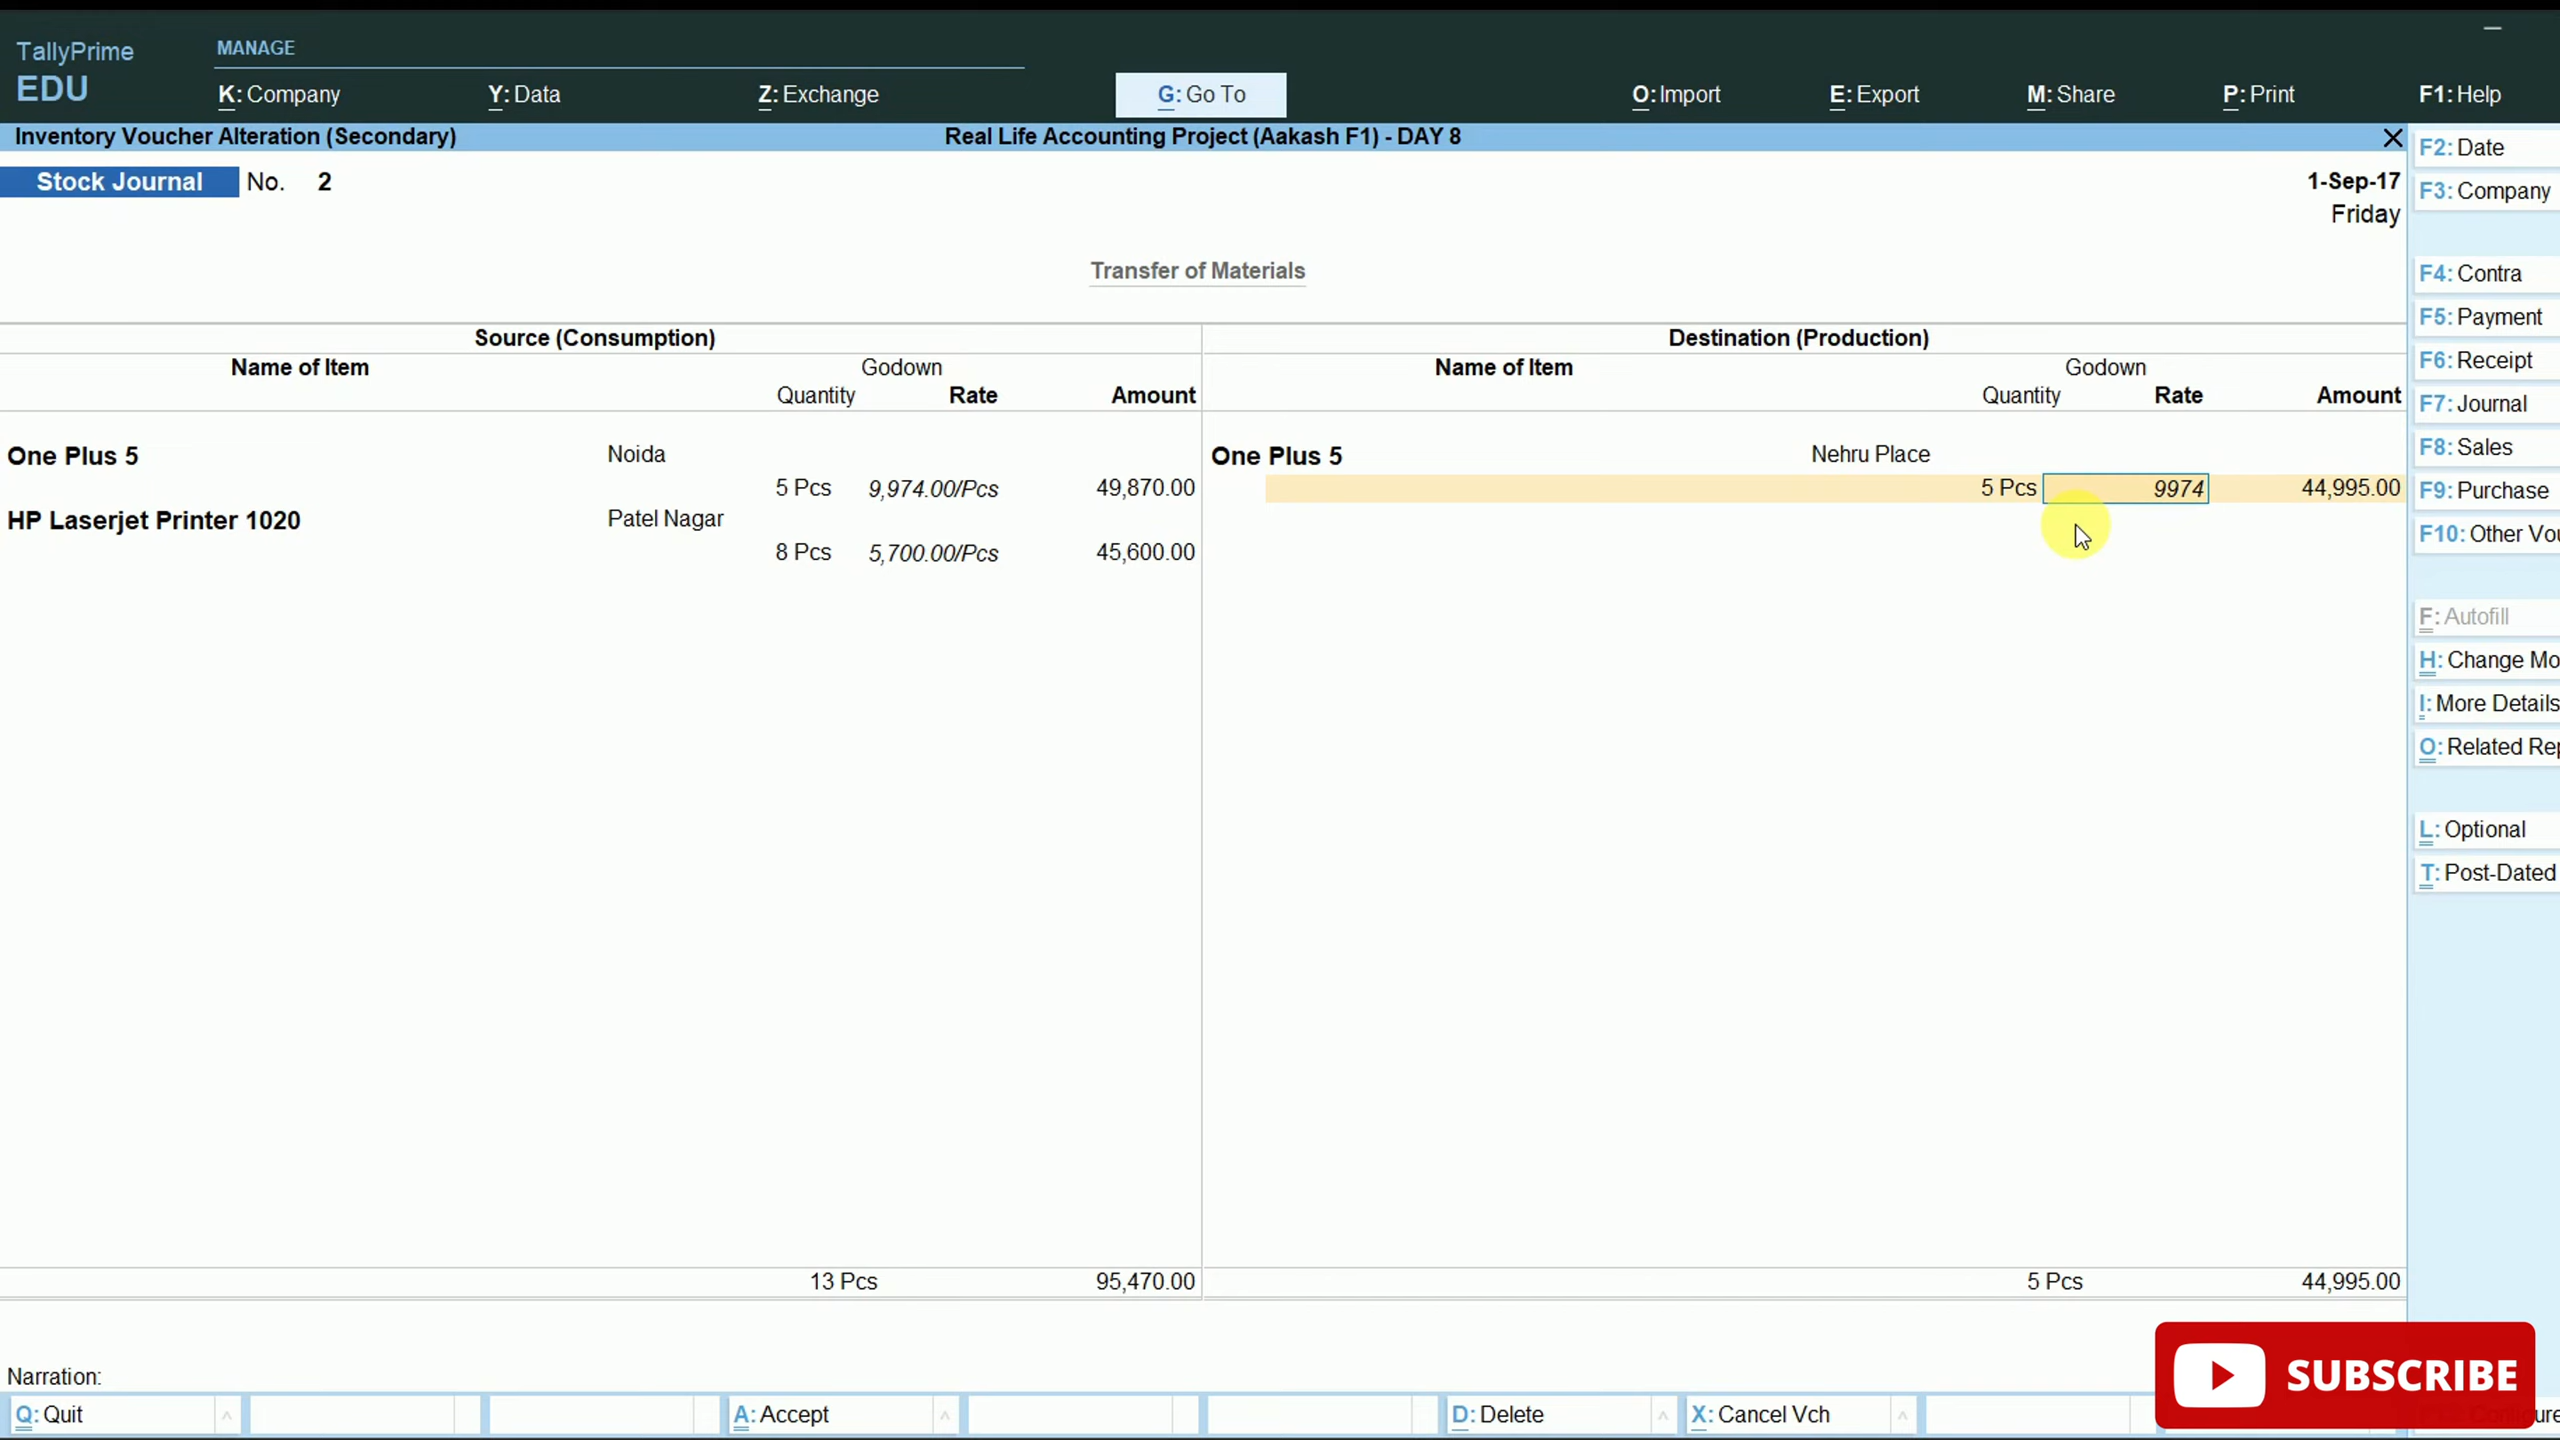 TallyPrime
EDU
MANAGE
K: Company
Y: Data
Z: Exchange
G: Go To
O: Import
E: Export
M: Share
P: Print
F1: Help
Inventory Voucher Alteration (Secondary)
Real Life Accounting Project (Aakash F1) - DAY 8
Stock Journal No. 2
1-Sep-17
Friday
Transfer of Materials
Source (Consumption)
Name of Item
Godown
Quantity Rate Amount
One Plus 5 Noida
5 Pcs 9,974.00/Pcs 49,870.00
HP Laserjet Printer 1020 Patel Nagar
8 Pcs 5,700.00/Pcs 45,600.00
13 Pcs 95,470.00
Destination (Production)
Name of Item
Godown
Quantity Rate Amount
One Plus 5 Nehru Place
5 Pcs 9974 44,995.00
5 Pcs 44,995.00
F2: Date
F3: Company
F4: Contra
F5: Payment
F6: Receipt
F7: Journal
F8: Sales
F9: Purchase
F10: Other Vou
F: Autofill
H: Change Mo
I: More Details
O: Related Rep
L: Optional
T: Post-Dated
Narration:
Q: Quit
A: Accept
D: Delete
X: Cancel Vch
SUBSCRIBE